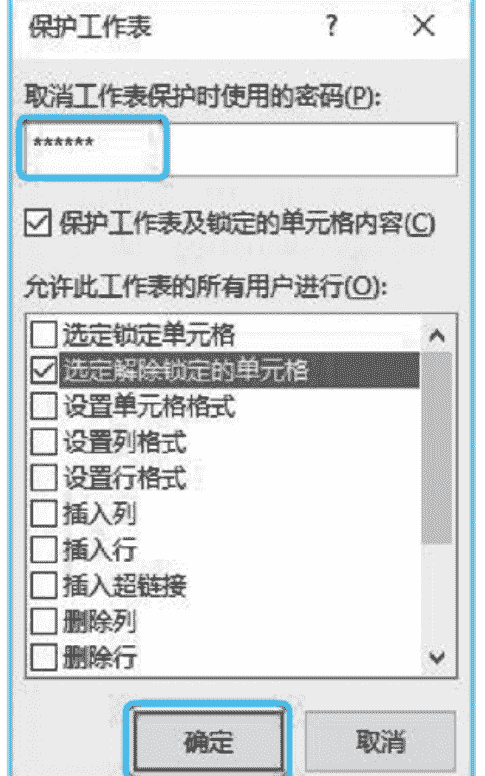 保护工作表 ? ×
取消工作表保护时使用的密码(P):
******
保护工作表及锁定的单元格内容(C)
允许此工作表的所有用户进行(O):
选定锁定单元格
选定解除锁定的单元格
设置单元格格式
设置列格式
设置行格式
插入列
插入行
插入超链接
删除列
删除行
确定 取消